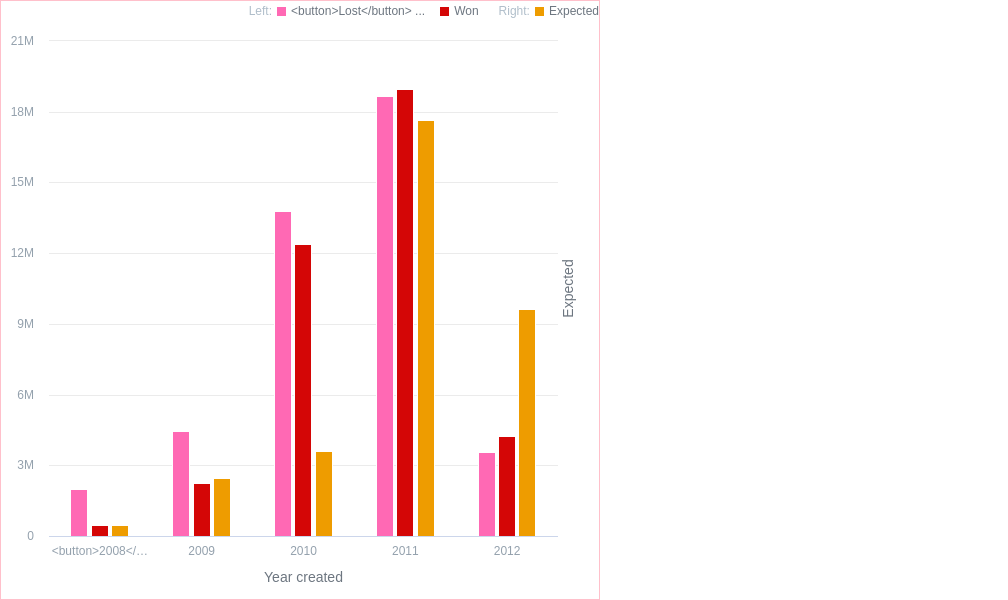 Left: <button>Lost</button> ... Won Right: Expected
21M
18M
15M
12M
9M
6M
3M
0
Expected
<button>2008</... 2009 2010 2011 2012
Year created